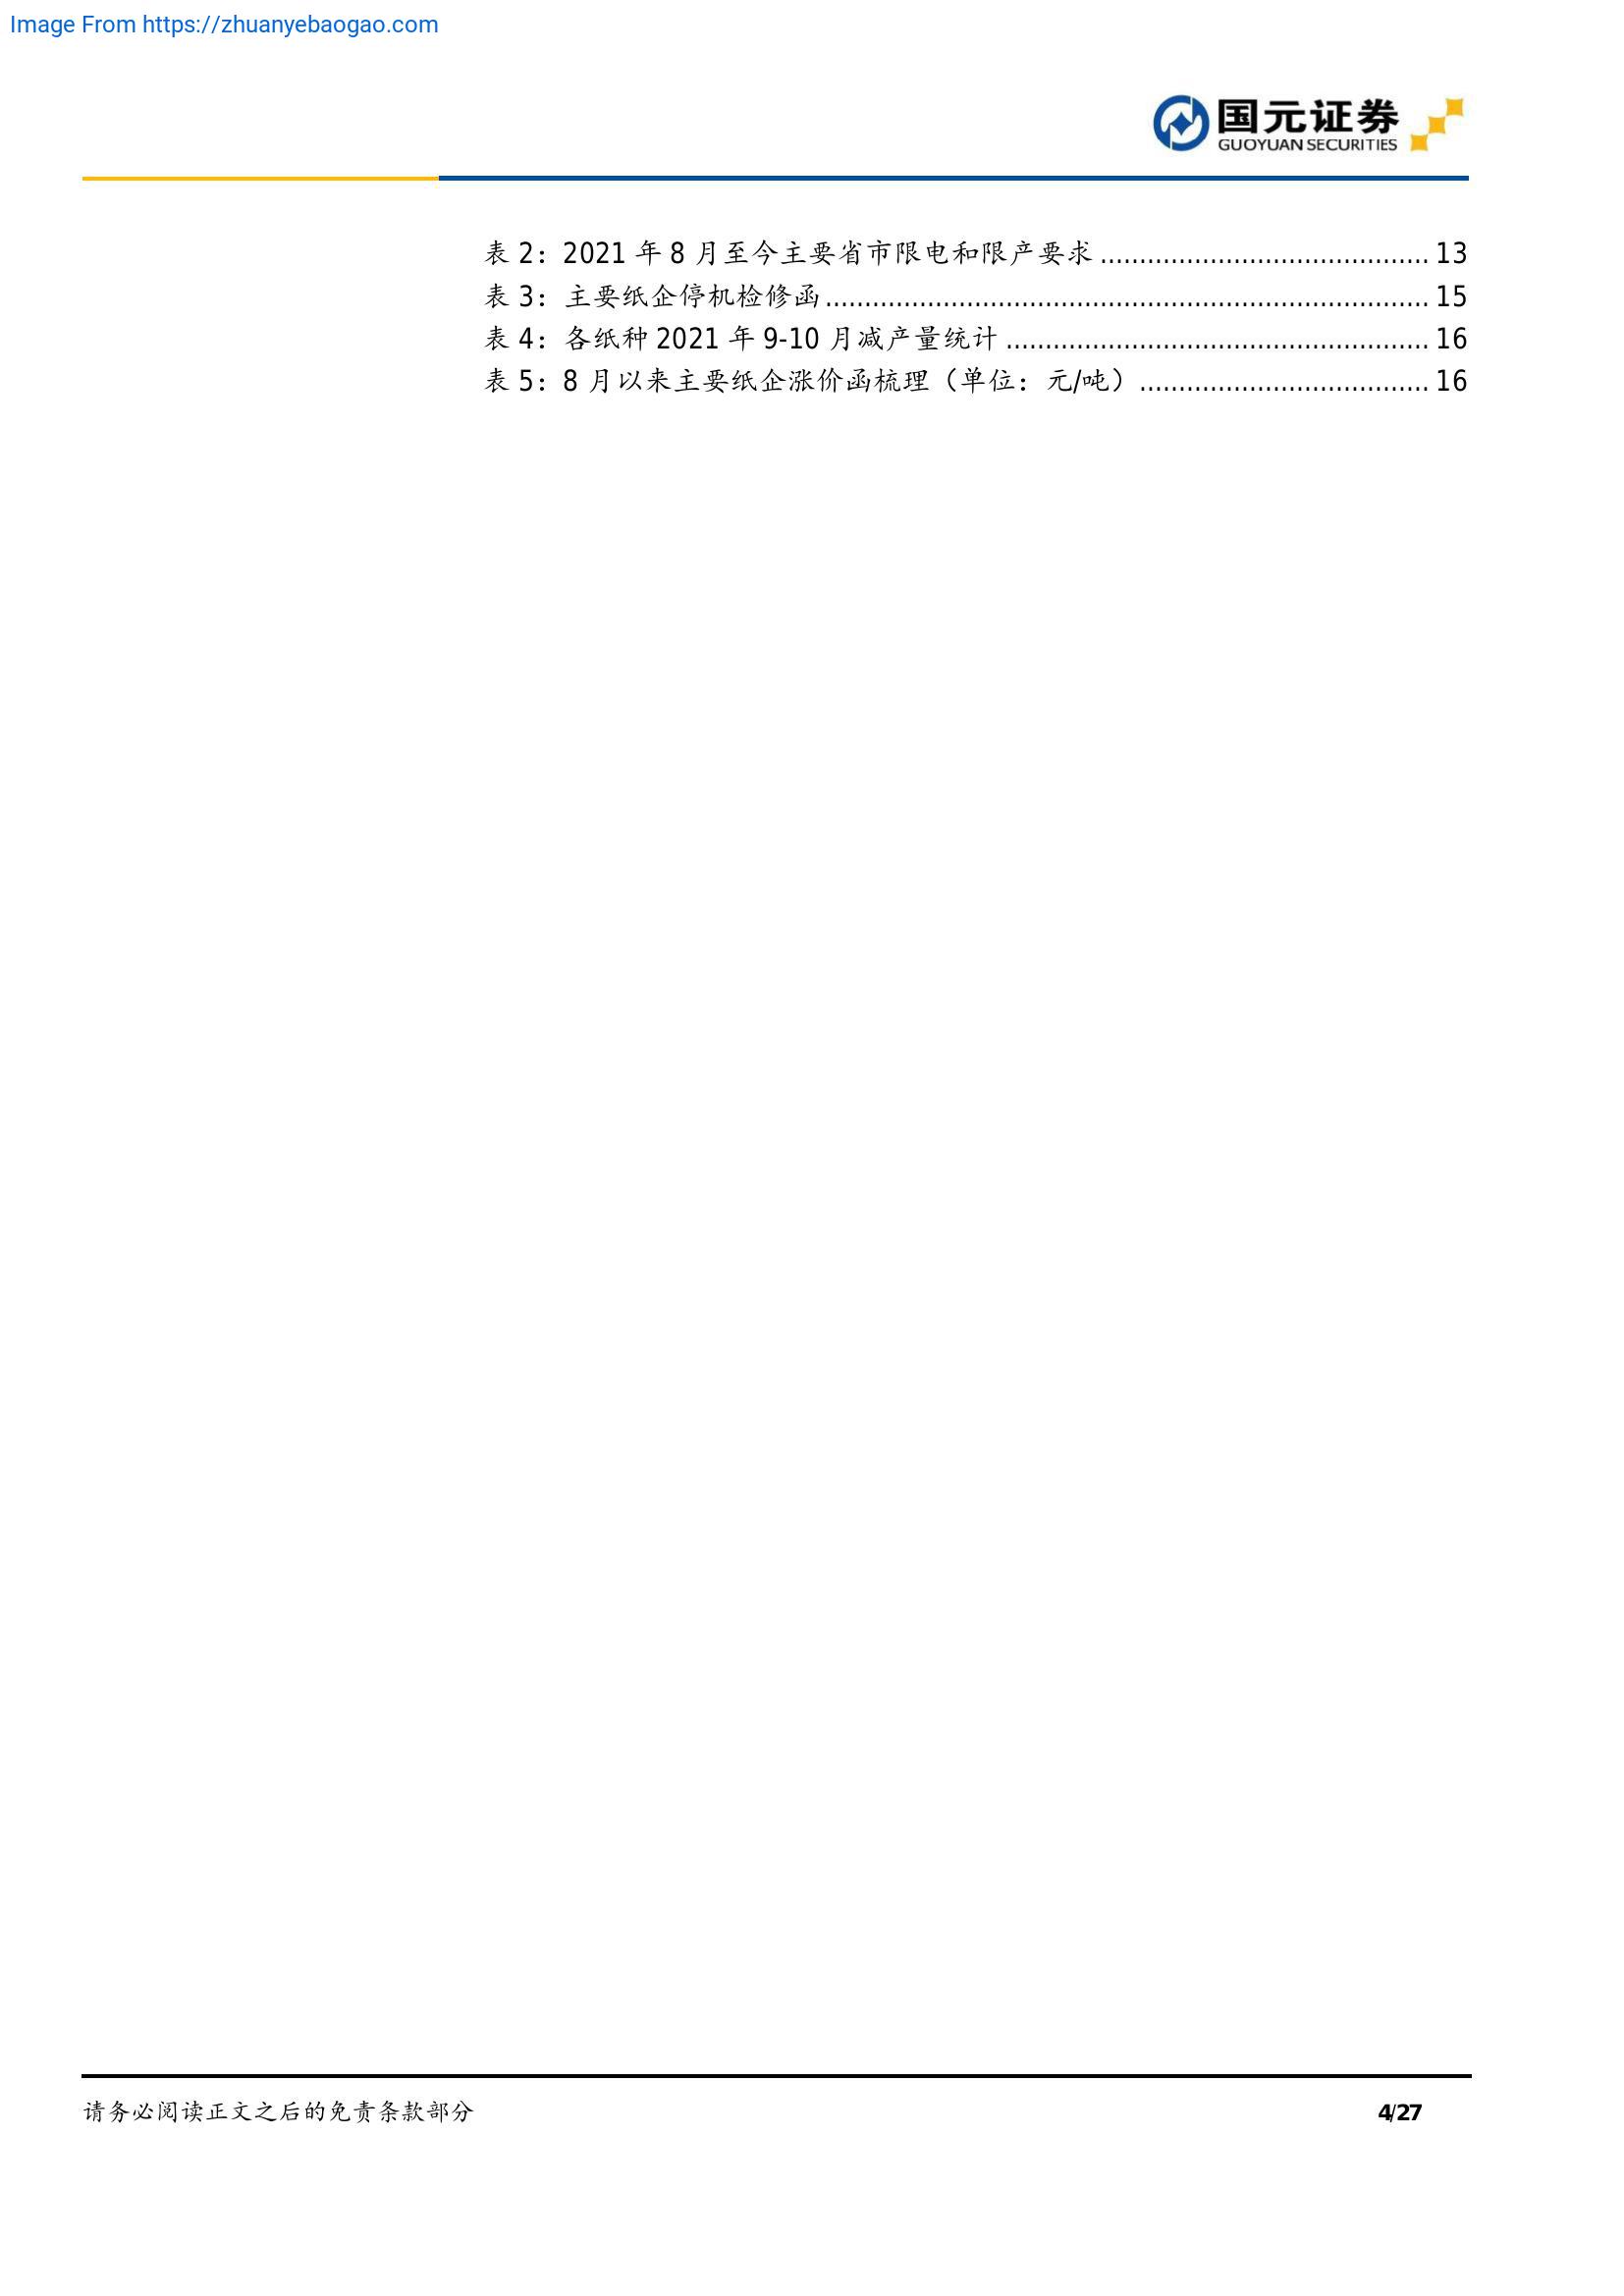 Image From https://zhuanyebaogao.com
国元证券
GUOYUAN SECURITIES
表 2：2021 年 8 月至今主要省市限电和限产要求 .......................................... 13
表 3：主要纸企停机检修函 ............................................................................. 15
表 4：各纸种 2021 年 9-10 月减产量统计 ...................................................... 16
表 5：8 月以来主要纸企涨价函梳理（单位：元/吨） ..................................... 16
请务必阅读正文之后的免责条款部分 4/27